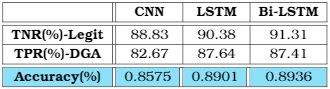 CNN LSTM Bi-LSTM
TNR(%)-Legit 88.83 90.38 91.31
TPR(%)-DGA 82.67 87.64 87.41
Accuracy(%) 0.8575 0.8901 0.8936